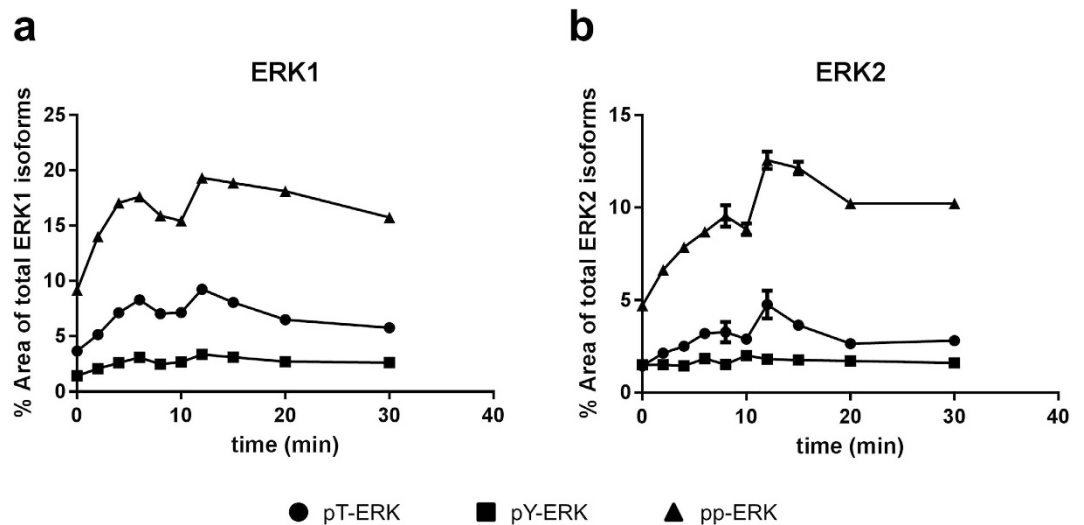 a
ERK1
% Area of total ERK1 isoforms
25
20
15
10
5
0
0 10 20 30 40
time (min)
b
ERK2
% Area of total ERK2 isoforms
15
10
5
0
0 10 20 30 40
time (min)
pT-ERK pY-ERK pp-ERK